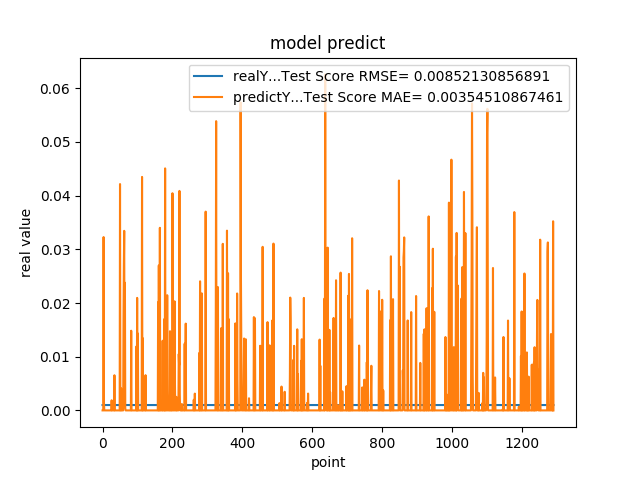 model predict
realY...Test Score RMSE= 0.00852130856891
predictY...Test Score MAE= 0.00354510867461
0.06
0.05
0.04
0.03
0.02
0.01
0.00
real value
0 200 400 600 800 1000 1200
point